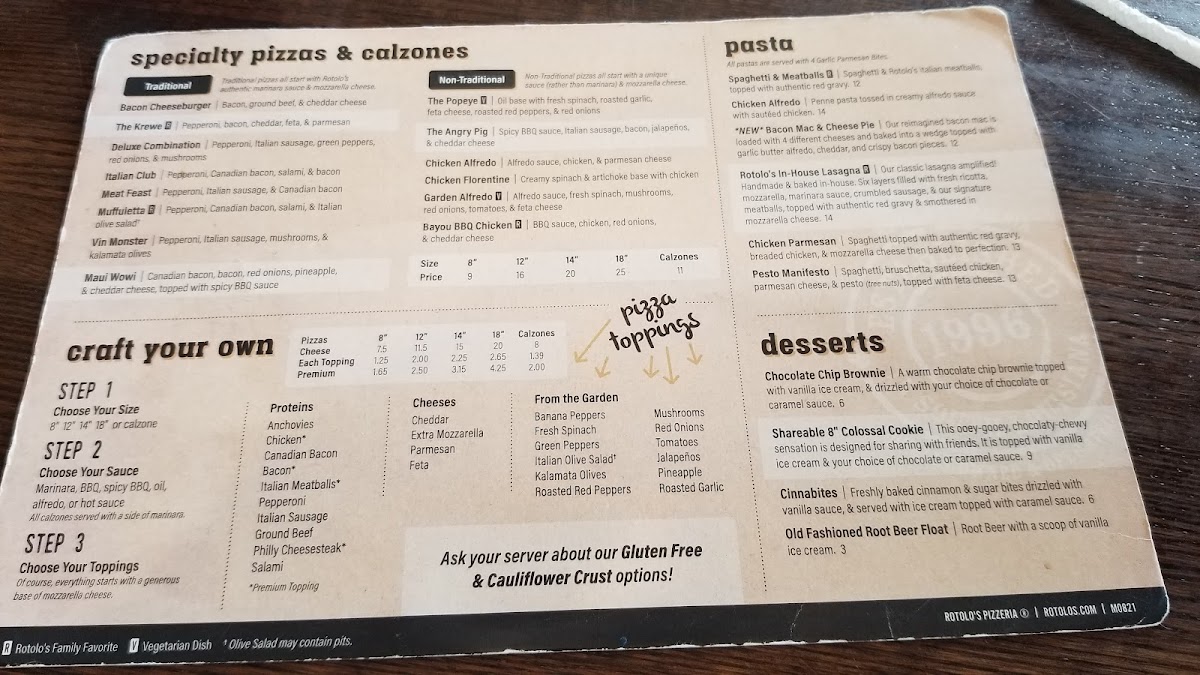 specialty pizzas & calzones
Traditional
Traditional pizzas all start with Rotolo's
authentic marinara sauce & mozzarella cheese.
Bacon Cheeseburger | Bacon, ground beef, & cheddar cheese
The Krewe R | Pepperoni, bacon, cheddar, feta, & parmesan
Deluxe Combination | Pepperoni, Italian sausage, green peppers,
red onions, & mushrooms
Italian Club | Pepperoni, Canadian bacon, salami, & bacon
Meat Feast | Pepperoni, Italian sausage, & Canadian bacon
Muffuletta R | Pepperoni, Canadian bacon, salami, & Italian
olive salad†
Vin Monster | Pepperoni, Italian sausage, mushrooms, &
kalamata olives
Maui Wowi | Canadian bacon, bacon, red onions, pineapple,
& cheddar cheese, topped with spicy BBQ sauce
Non-Traditional
Non-Traditional pizzas all start with a unique
sauce (rather than marinara) & mozzarella cheese.
The Popeye V | Oil base with fresh spinach, roasted garlic,
feta cheese, roasted red peppers, & red onions
The Angry Pig | Spicy BBQ sauce, Italian sausage, bacon, jalapeños,
& cheddar cheese
Chicken Alfredo | Alfredo sauce, chicken, & parmesan cheese
Chicken Florentine | Creamy spinach & artichoke base with chicken
Garden Alfredo V | Alfredo sauce, fresh spinach, mushrooms,
red onions, tomatoes, & feta cheese
Bayou BBQ Chicken R | BBQ sauce, chicken, red onions,
& cheddar cheese
Size 8" 12" 14" 18" Calzones
Price 9 16 20 25 11
craft your own
Pizzas 8" 12" 14" 18" Calzones
Cheese 7.5 11.5 15 20 8
Each Topping 1.25 2.00 2.25 2.65 1.39
Premium 1.65 2.50 3.15 4.25 2.00
pizza
toppings
STEP 1
Choose Your Size
8" 12" 14" 18" or calzone
STEP 2
Choose Your Sauce
Marinara, BBQ, spicy BBQ, oil,
alfredo, or hot sauce
All calzones served with a side of marinara.
STEP 3
Choose Your Toppings
Of course, everything starts with a generous
base of mozzarella cheese.
Proteins
Anchovies
Chicken*
Canadian Bacon
Bacon*
Italian Meatballs*
Pepperoni
Italian Sausage
Ground Beef
Philly Cheesesteak*
Salami
*Premium Topping
Cheeses
Cheddar
Extra Mozzarella
Parmesan
Feta
From the Garden
Banana Peppers
Fresh Spinach
Green Peppers
Italian Olive Salad†
Kalamata Olives
Roasted Red Peppers
Mushrooms
Red Onions
Tomatoes
Jalapeños
Pineapple
Roasted Garlic
Ask your server about our Gluten Free
& Cauliflower Crust options!
pasta
All pastas are served with 4 Garlic Parmesan Bites.
Spaghetti & Meatballs R | Spaghetti & Rotolo's Italian meatballs,
topped with authentic red gravy. 12
Chicken Alfredo | Penne pasta tossed in creamy alfredo sauce
with sautéed chicken. 14
*NEW* Bacon Mac & Cheese Pie | Our reimagined bacon mac is
loaded with 4 different cheeses and baked into a wedge topped with
garlic butter alfredo, cheddar, and crispy bacon pieces. 12
Rotolo's In-House Lasagna R | Our classic lasagna amplified!
Handmade & baked in-house. Six layers filled with fresh ricotta,
mozzarella, marinara sauce, crumbled sausage, & our signature
meatballs, topped with authentic red gravy & smothered in
mozzarella cheese. 14
Chicken Parmesan | Spaghetti topped with authentic red gravy,
breaded chicken, & mozzarella cheese then baked to perfection. 13
Pesto Manifesto | Spaghetti, bruschetta, sautéed chicken,
parmesan cheese, & pesto (tree nuts), topped with feta cheese. 13
desserts
Chocolate Chip Brownie | A warm chocolate chip brownie topped
with vanilla ice cream, & drizzled with your choice of chocolate or
caramel sauce. 6
Shareable 8" Colossal Cookie | This ooey-gooey, chocolaty-chewy
sensation is designed for sharing with friends. It is topped with vanilla
ice cream & your choice of chocolate or caramel sauce. 9
Cinnabites | Freshly baked cinnamon & sugar bites drizzled with
vanilla sauce, & served with ice cream topped with caramel sauce. 6
Old Fashioned Root Beer Float | Root Beer with a scoop of vanilla
ice cream. 3
R Rotolo's Family Favorite V Vegetarian Dish † Olive Salad may contain pits.
ROTOLO'S PIZZERIA ® | ROTOLOS.COM | M0821